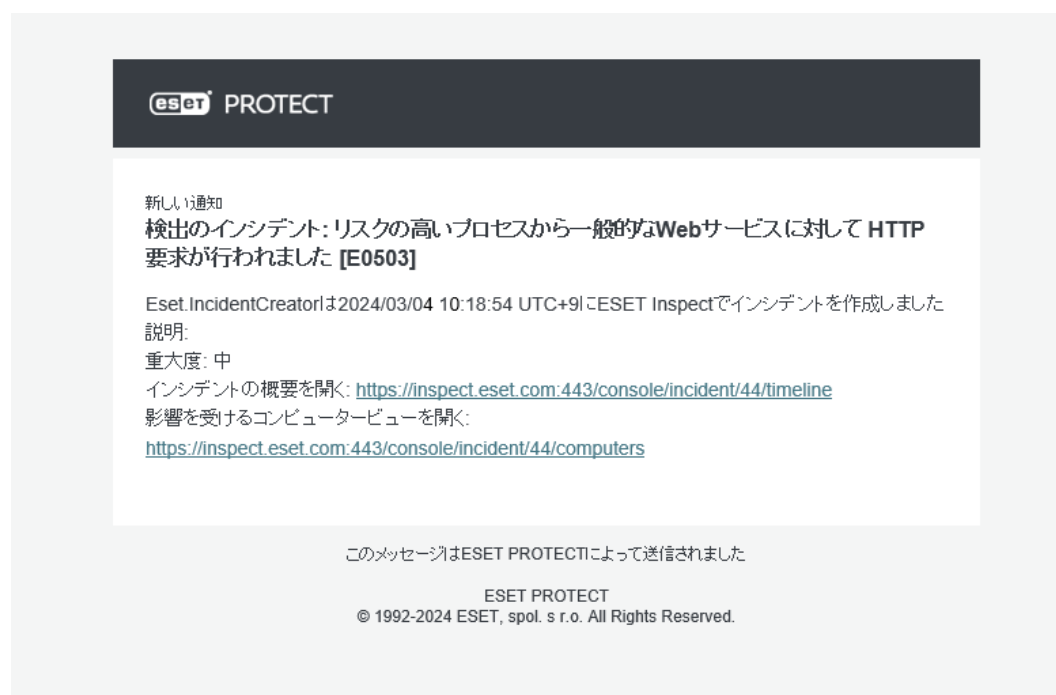 eset PROTECT
新しい通知
検出のインシデント: リスクの高いプロセスから一般的なWebサービスに対して HTTP
要求が行われました [E0503]
Eset.IncidentCreatorは2024/03/04 10:18:54 UTC+9にESET Inspectでインシデントを作成しました
説明:
重大度: 中
インシデントの概要を開く: https://inspect.eset.com:443/console/incident/44/timeline
影響を受けるコンピュータービューを開く:
https://inspect.eset.com:443/console/incident/44/computers
このメッセージはESET PROTECTによって送信されました
ESET PROTECT
© 1992-2024 ESET, spol. s r.o. All Rights Reserved.